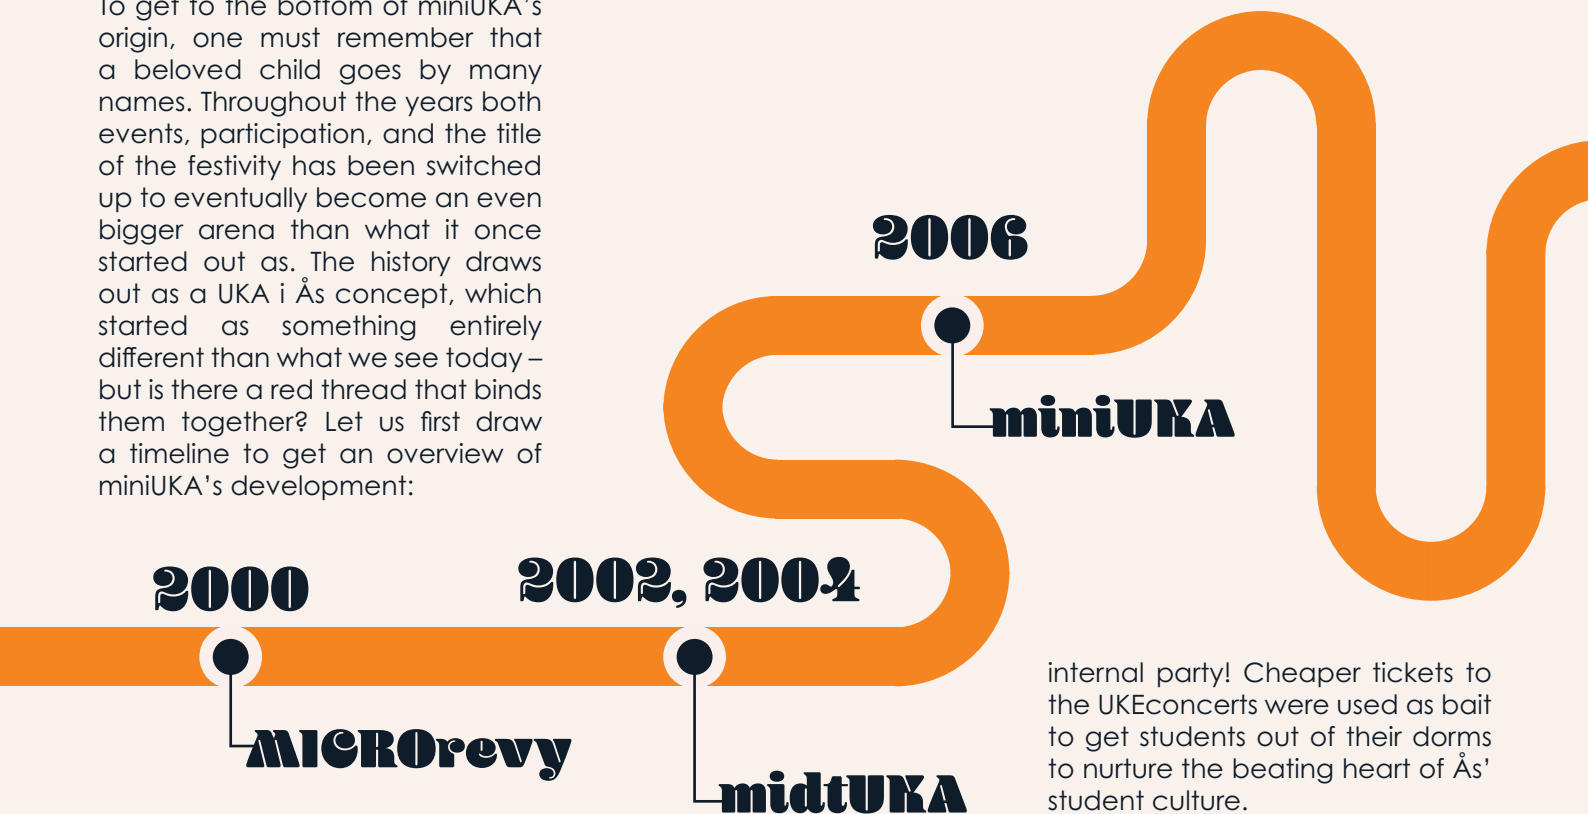 To get to the bottom of miniUKA’s
origin, one must remember that
a beloved child goes by many
names. Throughout the years both
events, participation, and the title
of the festivity has been switched
up to eventually become an even
bigger arena than what it once
started out as. The history draws
out as a UKA i Ås concept, which
started as something entirely
different than what we see today –
but is there a red thread that binds
them together? Let us first draw
a timeline to get an overview of
miniUKA’s development:
2000
MICROrevy
2002, 2004
midtUKA
2006
miniUKA
internal party! Cheaper tickets to
the UKEconcerts were used as bait
to get students out of their dorms
to nurture the beating heart of Ås’
student culture.